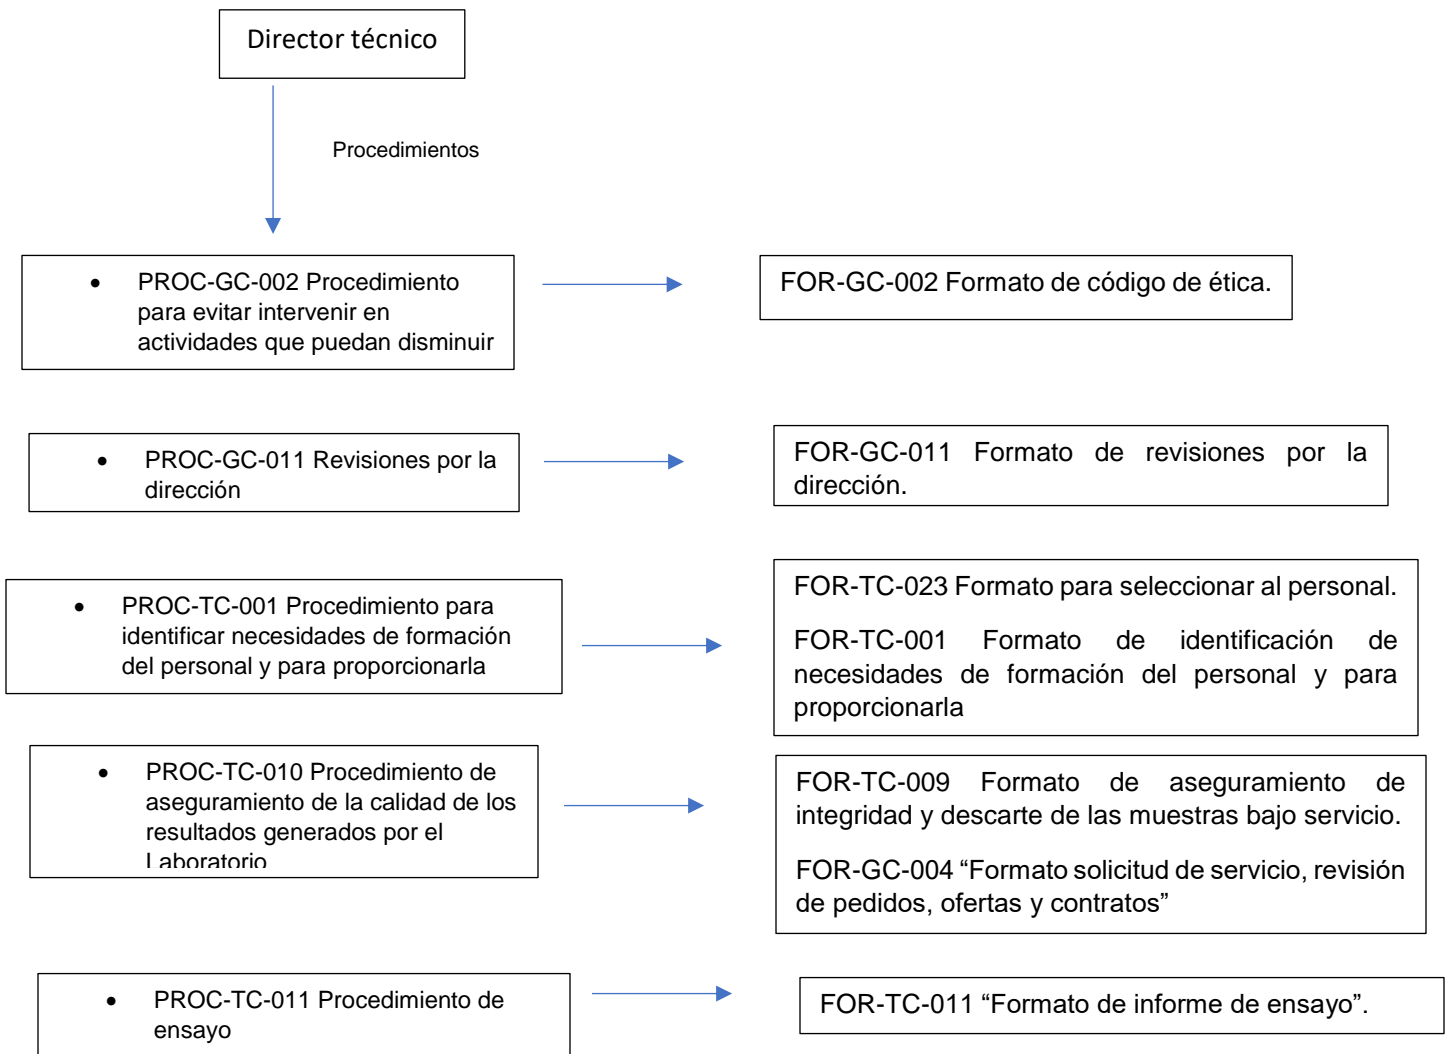 Director técnico
Procedimientos
• PROC-GC-002 Procedimiento
para evitar intervenir en
actividades que puedan disminuir
FOR-GC-002 Formato de código de ética.
• PROC-GC-011 Revisiones por la
dirección
FOR-GC-011 Formato de revisiones por la
dirección.
• PROC-TC-001 Procedimiento para
identificar necesidades de formación
del personal y para proporcionarla
FOR-TC-023 Formato para seleccionar al personal.
FOR-TC-001 Formato de identificación de
necesidades de formación del personal y para
proporcionarla
• PROC-TC-010 Procedimiento de
aseguramiento de la calidad de los
resultados generados por el
Laboratorio
FOR-TC-009 Formato de aseguramiento de
integridad y descarte de las muestras bajo servicio.
FOR-GC-004 “Formato solicitud de servicio, revisión
de pedidos, ofertas y contratos”
• PROC-TC-011 Procedimiento de
ensayo
FOR-TC-011 “Formato de informe de ensayo”.